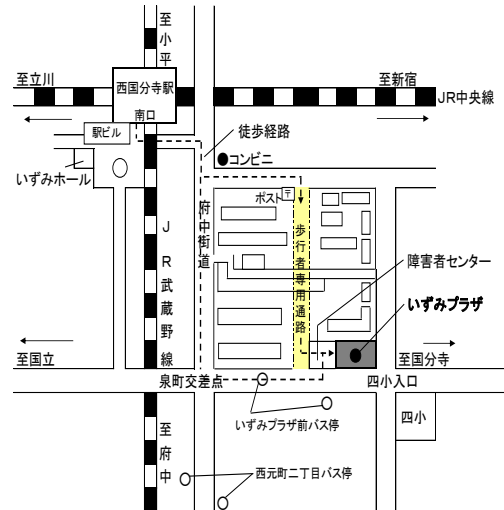 至小平
至立川
西国分寺駅
南口
至新宿
JR中央線
駅ビル
徒歩経路
コンビニ
いずみホール
ポスト
〒
府中街道
歩行者専用通路
JR武蔵野線
障害者センター
いずみプラザ
至国立
至国分寺
泉町交差点
四小入口
いずみプラザ前バス停
四小
至府中
西元町二丁目バス停